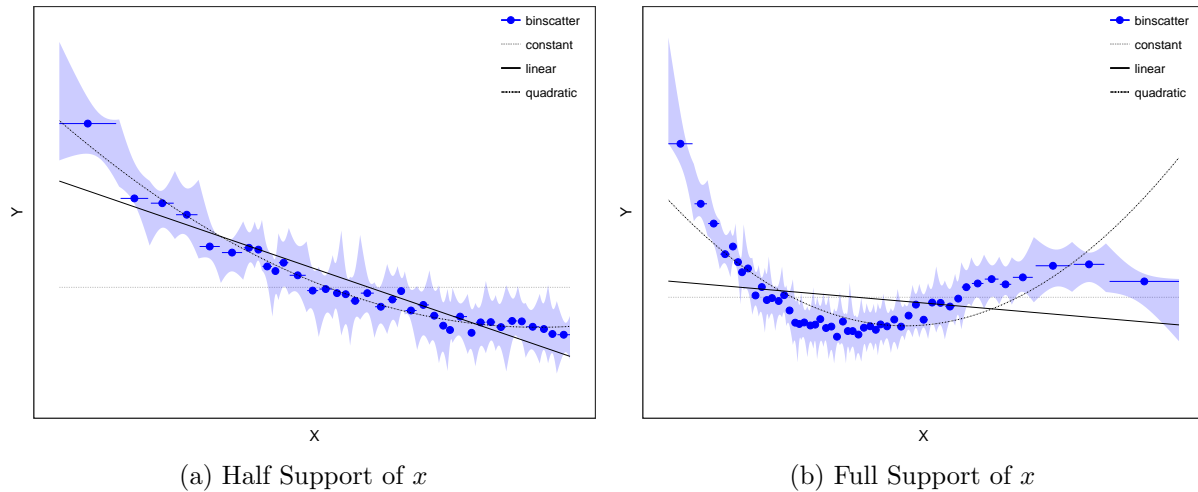 binscatter
constant
linear
quadratic
Y
X
(a) Half Support of x
binscatter
constant
linear
quadratic
Y
X
(b) Full Support of x